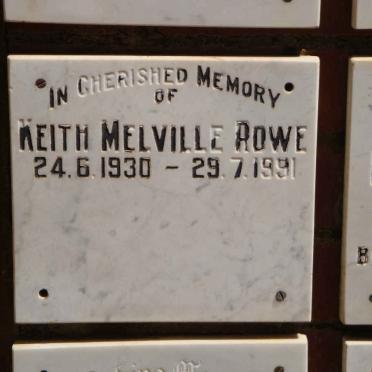 IN CHERISHED MEMORY
OF
KEITH MELVILLE ROWE
24.6.1930 - 29.7.1991
B